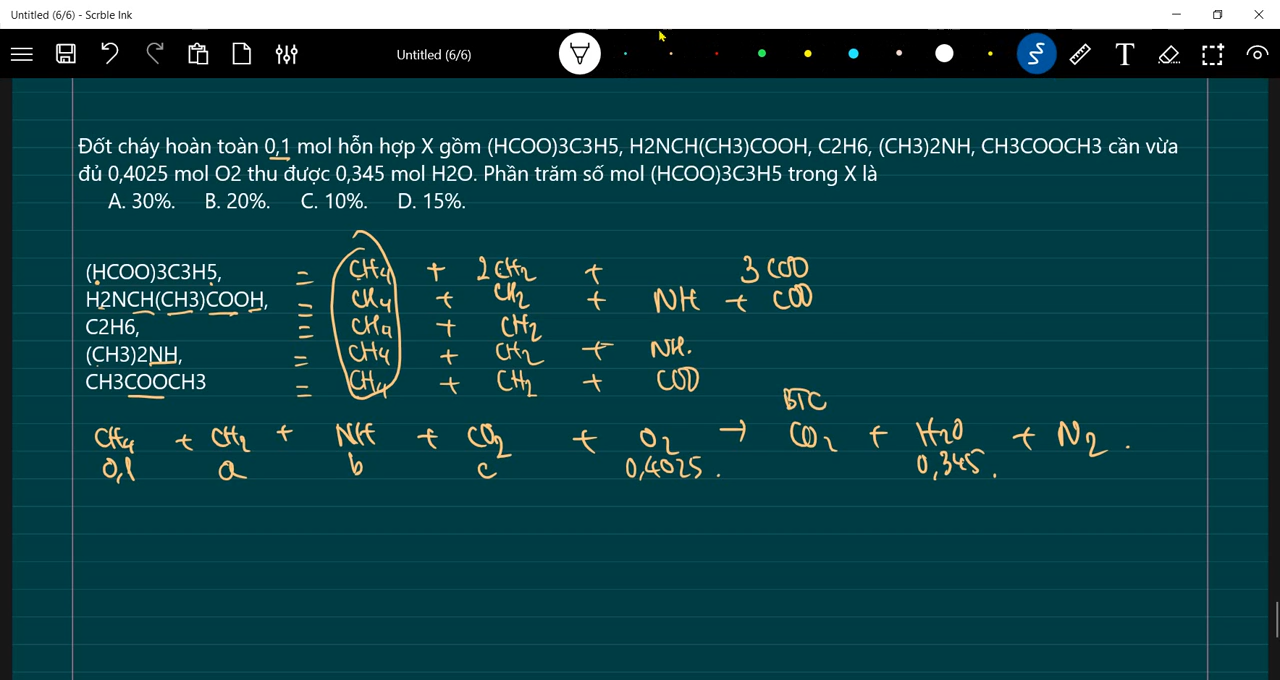 Untitled (6/6) - Scrble Ink
Untitled (6/6)
T
Đốt cháy hoàn toàn 0,1 mol hỗn hợp X gồm (HCOO)3C3H5, H2NCH(CH3)COOH, C2H6, (CH3)2NH, CH3COOCH3 cần vừa
đủ 0,4025 mol O2 thu được 0,345 mol H2O. Phần trăm số mol (HCOO)3C3H5 trong X là
A. 30%. B. 20%. C. 10%. D. 15%.
(HCOO)3C3H5, = CH4 + 2CH2 + 3 COO
H2NCH(CH3)COOH, = CH4 + CH2 + NH + COO
C2H6, = CH4 + CH2
(CH3)2NH, = CH4 + CH2 + NH.
CH3COOCH3 = CH4 + CH2 + COO
BTC
CH4 + CH2 + NH + CO2 + O2 → CO2 + H2O + N2.
0,1 a b c 0,4025. 0,345.